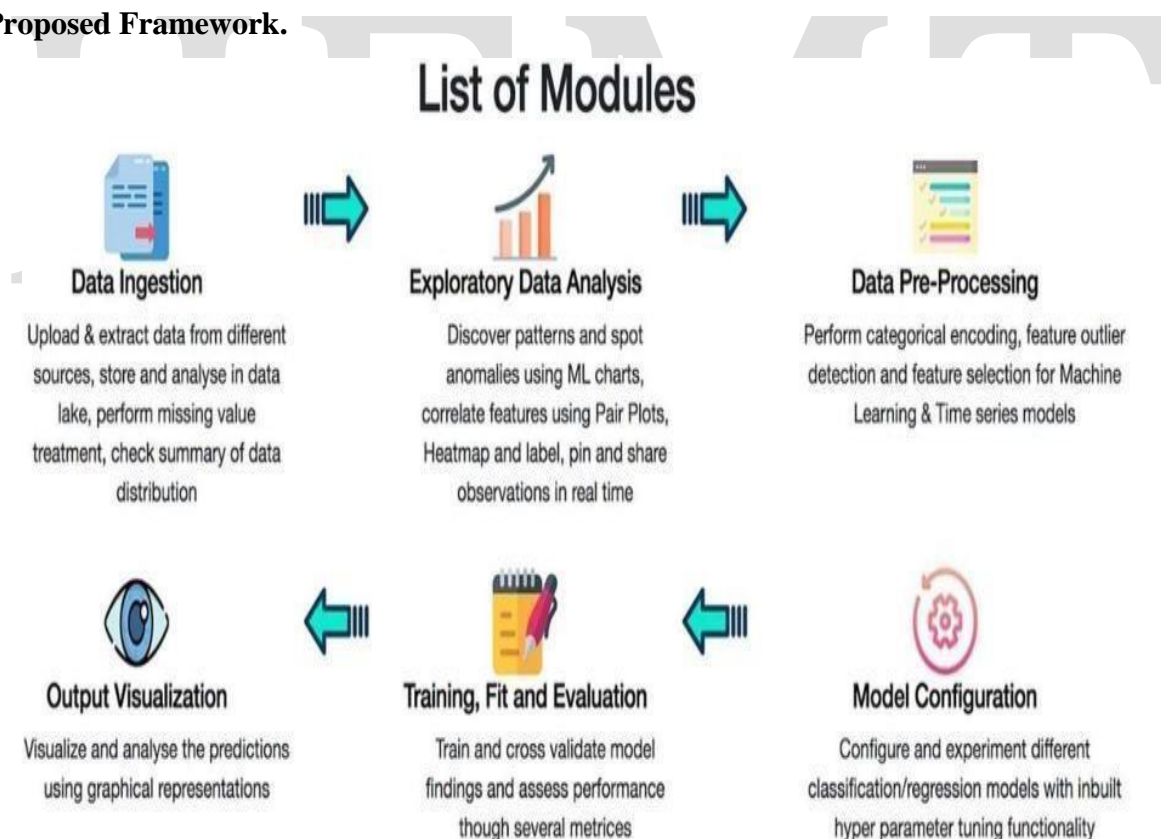 Proposed Framework.
List of Modules
Data Ingestion
Upload & extract data from different
sources, store and analyse in data
lake, perform missing value
treatment, check summary of data
distribution
Exploratory Data Analysis
Discover patterns and spot
anomalies using ML charts,
correlate features using Pair Plots,
Heatmap and label, pin and share
observations in real time
Data Pre-Processing
Perform categorical encoding, feature outlier
detection and feature selection for Machine
Learning & Time series models
Model Configuration
Configure and experiment different
classification/regression models with inbuilt
hyper parameter tuning functionality
Training, Fit and Evaluation
Train and cross validate model
findings and assess performance
though several metrices
Output Visualization
Visualize and analyse the predictions
using graphical representations